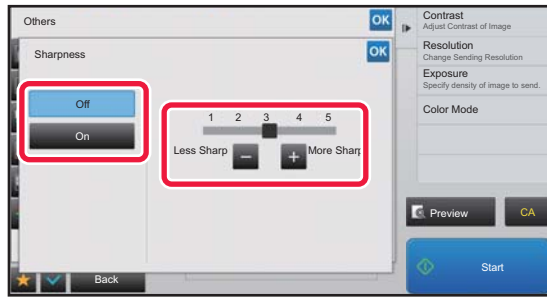 Others
OK
Sharpness
OK
Off
On
1 2 3 4 5
Less Sharp
More Sharp
Back
Contrast
Adjust Contrast of Image
Resolution
Change Sending Resolution
Exposure
Specify density of image to send.
Color Mode
Preview
CA
Start